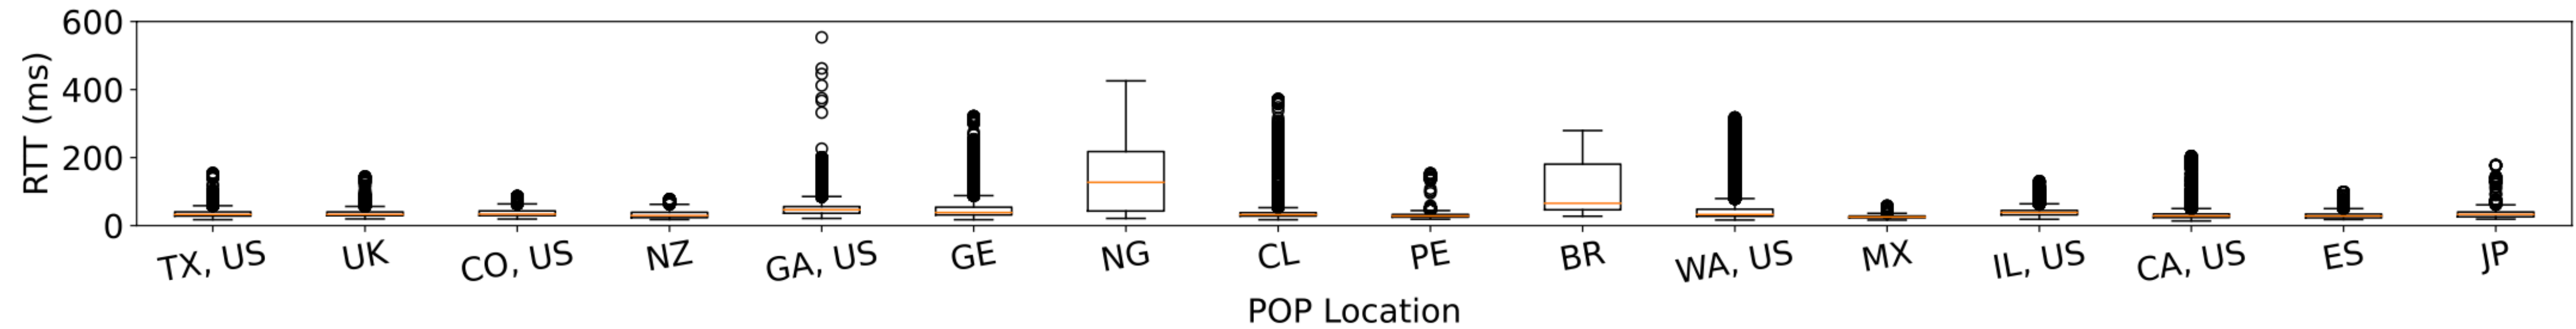 RTT (ms)
600
400
200
0
TX, US
UK
CO, US
NZ
GA, US
GE
NG
CL
PE
BR
WA, US
MX
IL, US
CA, US
ES
JP
POP Location